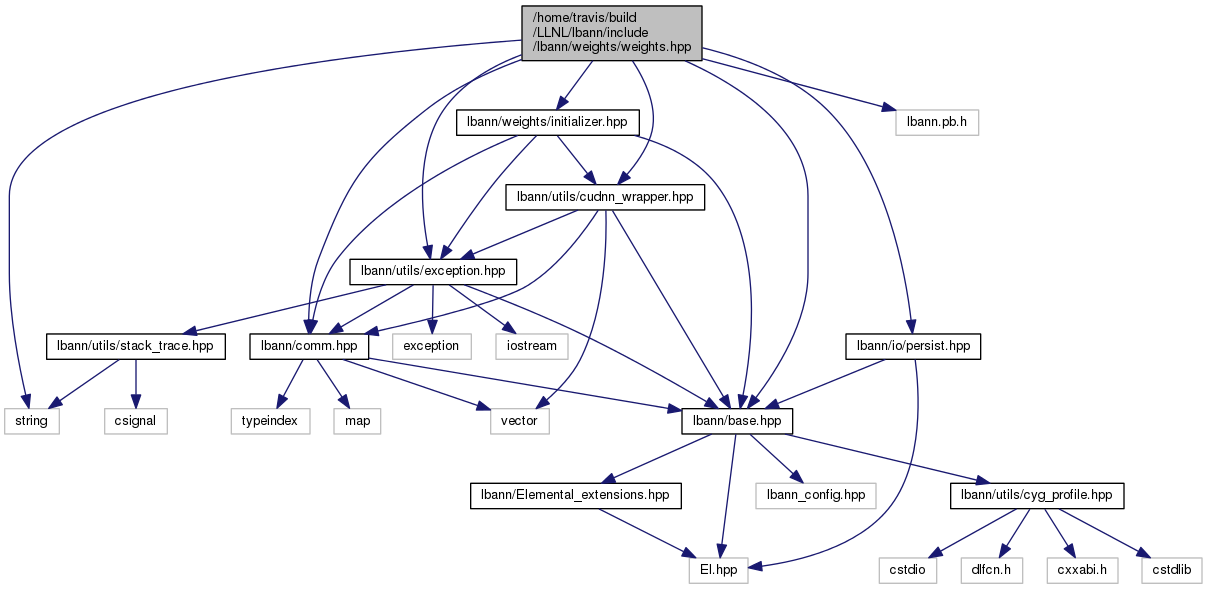 /home/travis/build
/LLNL/lbann/include
/lbann/weights/weights.hpp
lbann/weights/initializer.hpp
lbann.pb.h
lbann/utils/cudnn_wrapper.hpp
lbann/utils/exception.hpp
lbann/utils/stack_trace.hpp
lbann/comm.hpp
exception
iostream
lbann/io/persist.hpp
string
csignal
typeindex
map
vector
lbann/base.hpp
lbann/Elemental_extensions.hpp
lbann_config.hpp
lbann/utils/cyg_profile.hpp
El.hpp
cstdio
dlfcn.h
cxxabi.h
cstdlib